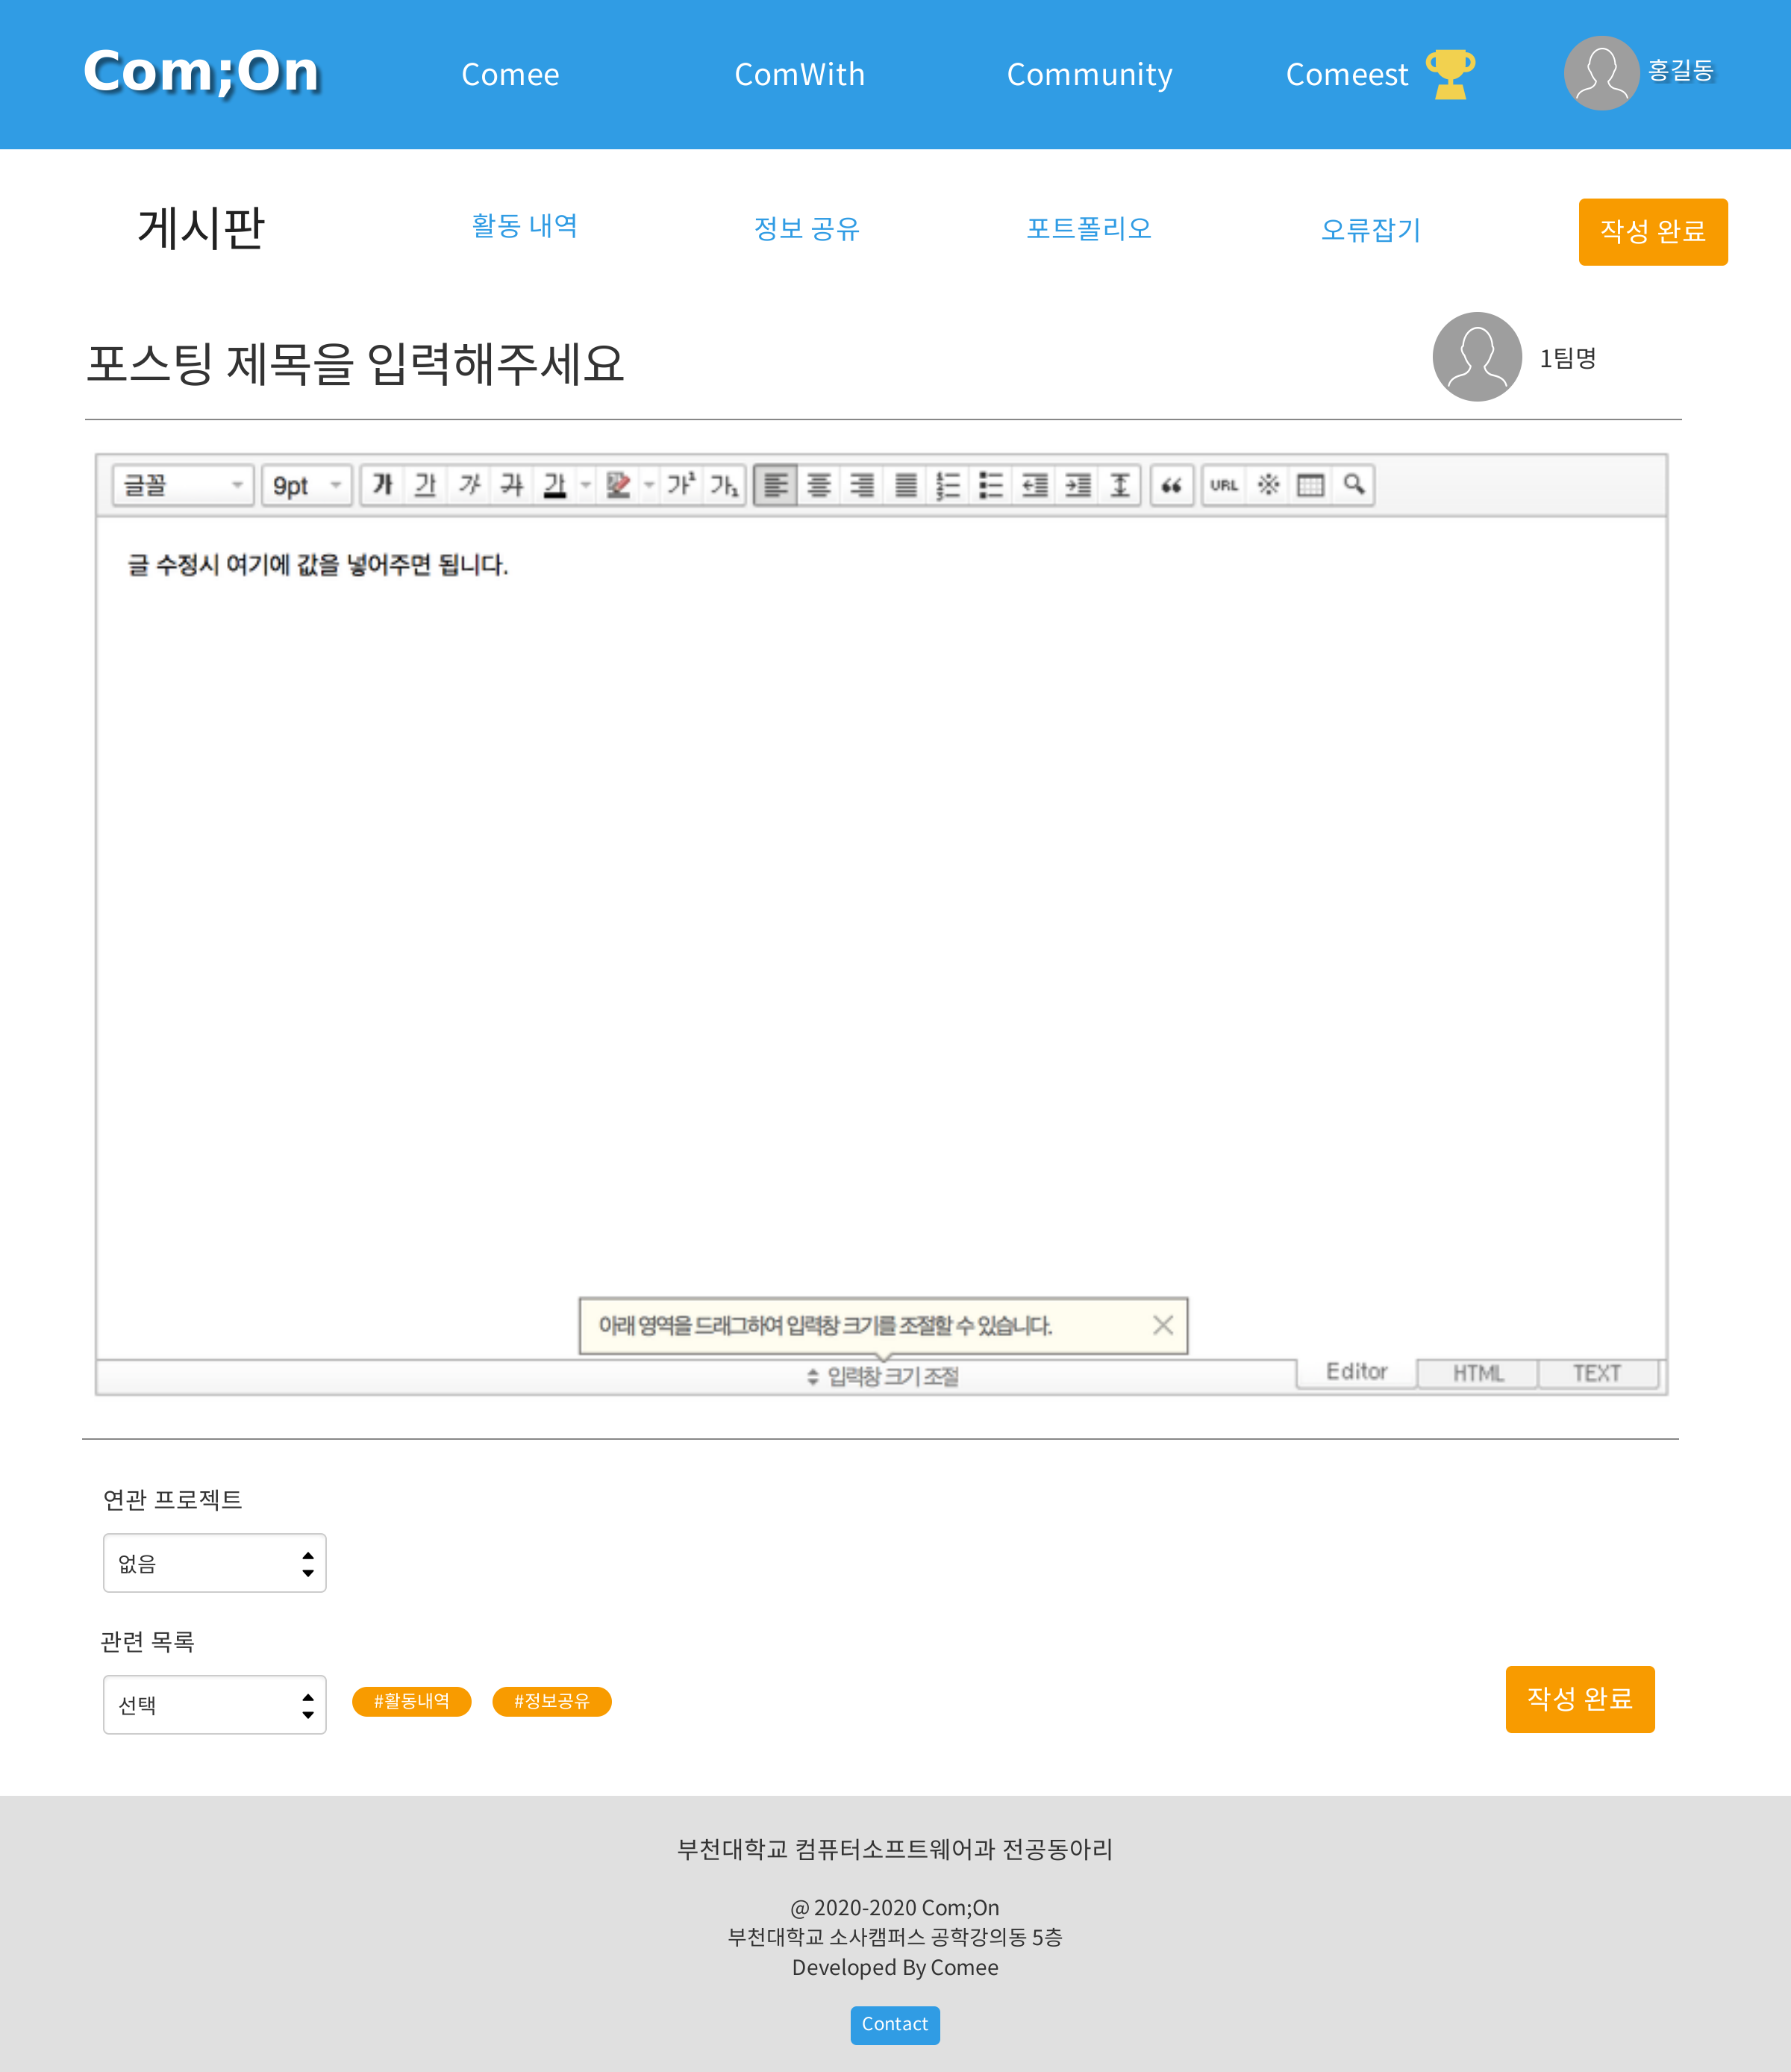 Com;On
Comee
ComWith
Community
Comeest
홍길동
게시판
활동 내역
정보 공유
포트폴리오
오류잡기
작성 완료
포스팅 제목을 입력해주세요
1팀명
글꼴 9pt 가 가 가 가 가 가¹ 가₁ URL
글 수정시 여기에 값을 넣어주면 됩니다.
아래 영역을 드래그하여 입력창 크기를 조절할 수 있습니다.
입력창 크기 조절
Editor
HTML
TEXT
연관 프로젝트
없음
관련 목록
선택
#활동내역
#정보공유
작성 완료
부천대학교 컴퓨터소프트웨어과 전공동아리
@ 2020-2020 Com;On
부천대학교 소사캠퍼스 공학강의동 5층
Developed By Comee
Contact